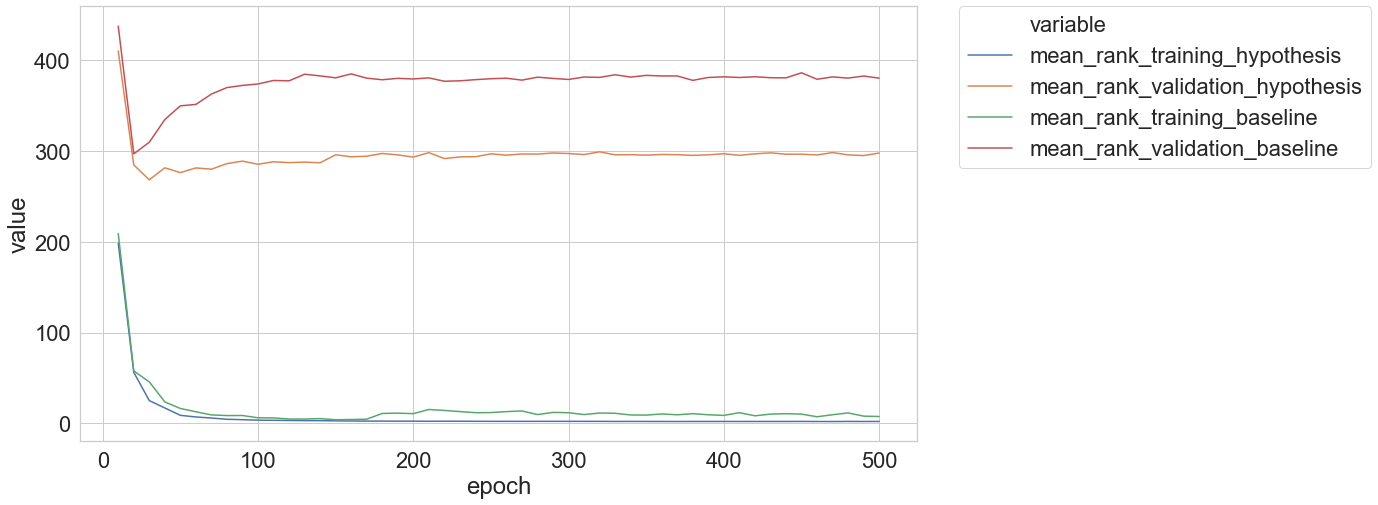 variable
mean_rank_training_hypothesis
mean_rank_validation_hypothesis
mean_rank_training_baseline
mean_rank_validation_baseline
value
400
300
200
100
0
0 100 200 300 400 500
epoch